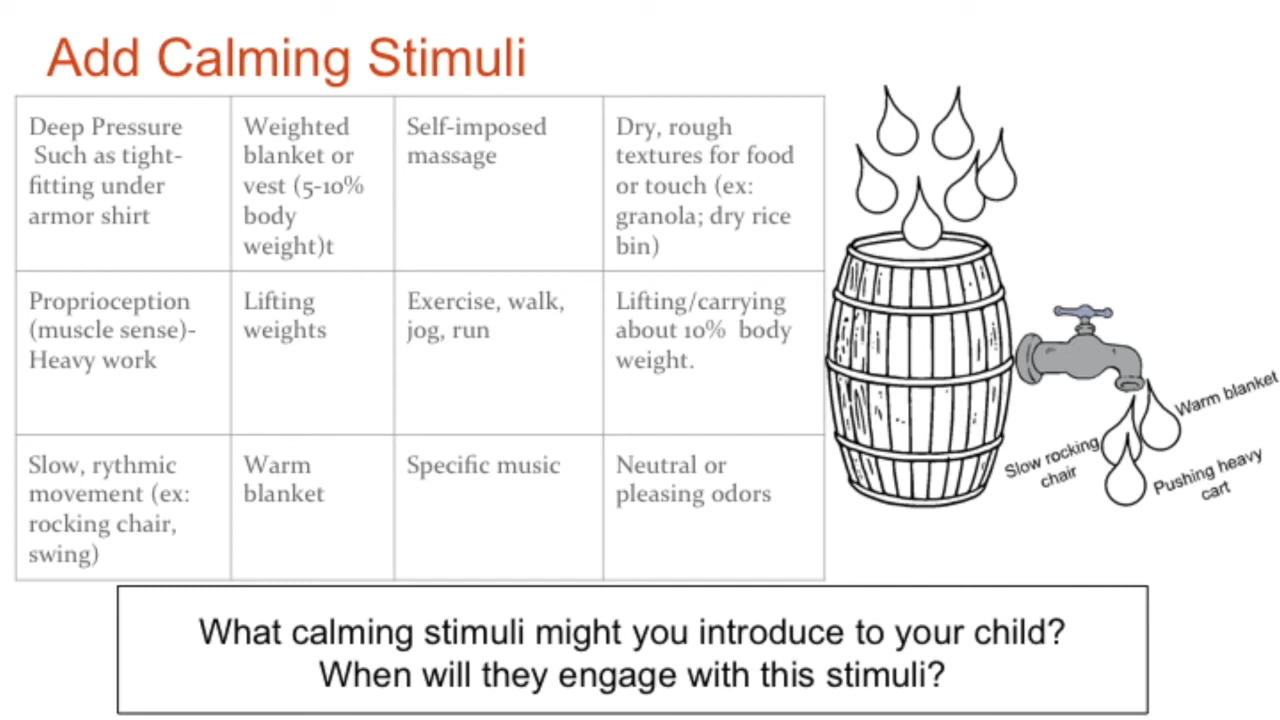 Add Calming Stimuli
Deep Pressure
Such as tight-
fitting under
armor shirt
Weighted
blanket or
vest (5-10%
body
weight)t
Self-imposed
massage
Dry, rough
textures for food
or touch (ex:
granola; dry rice
bin)
Proprioception
(muscle sense)-
Heavy work
Lifting
weights
Exercise, walk,
jog, run
Lifting/carrying
about 10% body
weight.
Slow, rythmic
movement (ex:
rocking chair,
swing)
Warm
blanket
Specific music
Neutral or
pleasing odors
Warm blanket
Slow rocking
chair
Pushing heavy
cart
What calming stimuli might you introduce to your child?
When will they engage with this stimuli?